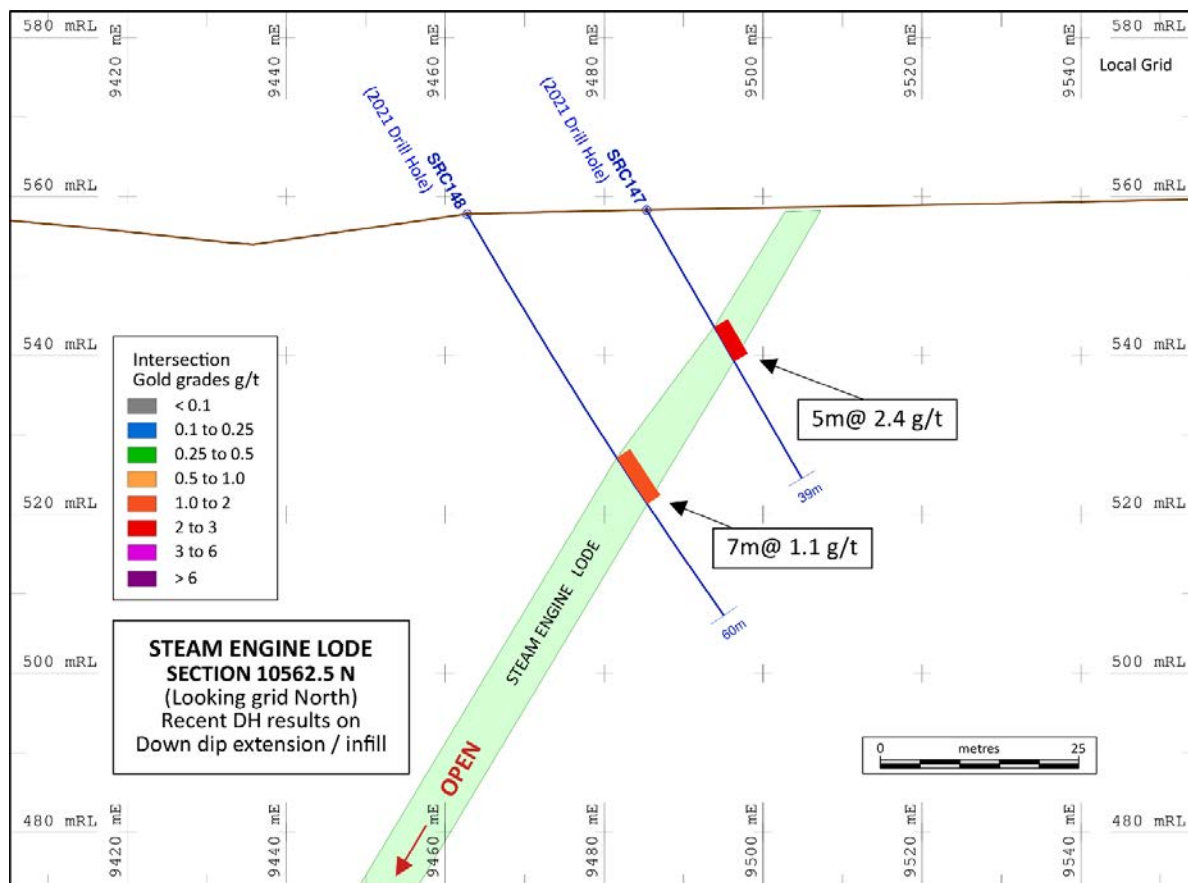 580 mRL
580 mRL
9420 mE
9440 mE
9460 mE
9480 mE
9500 mE
9520 mE
9540 mE
Local Grid
(2021 Drill Hole)
SRC148
(2021 Drill Hole)
SRC147
560 mRL
560 mRL
Intersection
Gold grades g/t
< 0.1
0.1 to 0.25
0.25 to 0.5
0.5 to 1.0
1.0 to 2
2 to 3
3 to 6
> 6
540 mRL
540 mRL
5m@ 2.4 g/t
39m
520 mRL
520 mRL
7m@ 1.1 g/t
STEAM ENGINE LODE
60m
STEAM ENGINE LODE
SECTION 10562.5 N
(Looking grid North)
Recent DH results on
Down dip extension / infill
500 mRL
500 mRL
OPEN
0 metres 25
480 mRL
480 mRL
9420 mE
9440 mE
9460 mE
9480 mE
9500 mE
9520 mE
9540 mE